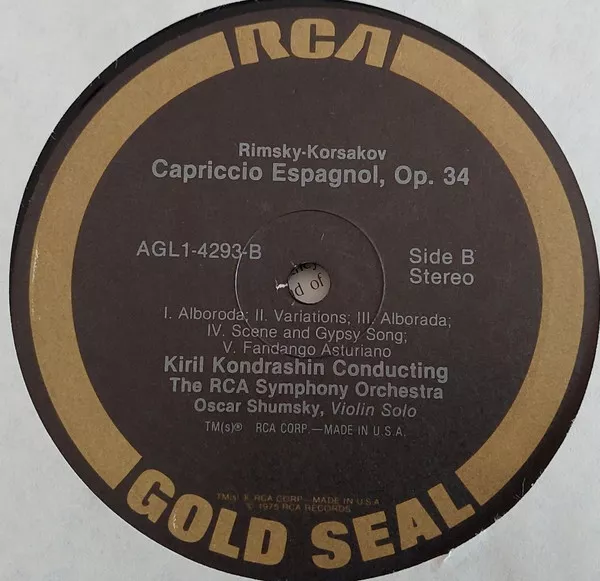 RCA
Rimsky-Korsakov
Capriccio Espagnol, Op. 34
AGL1-4293-B
Side B
Stereo
d of
I. Alboroda; II. Variations; III. Alborada;
IV. Scene and Gypsy Song;
V. Fandango Asturiano
Kiril Kondrashin Conducting
The RCA Symphony Orchestra
Oscar Shumsky, Violin Solo
TM(s)® RCA CORP.—MADE IN U.S.A.
TM(s) ® RCA CORP—MADE IN U.S.A
© 1975 RCA RECORDS
GOLD SEAL